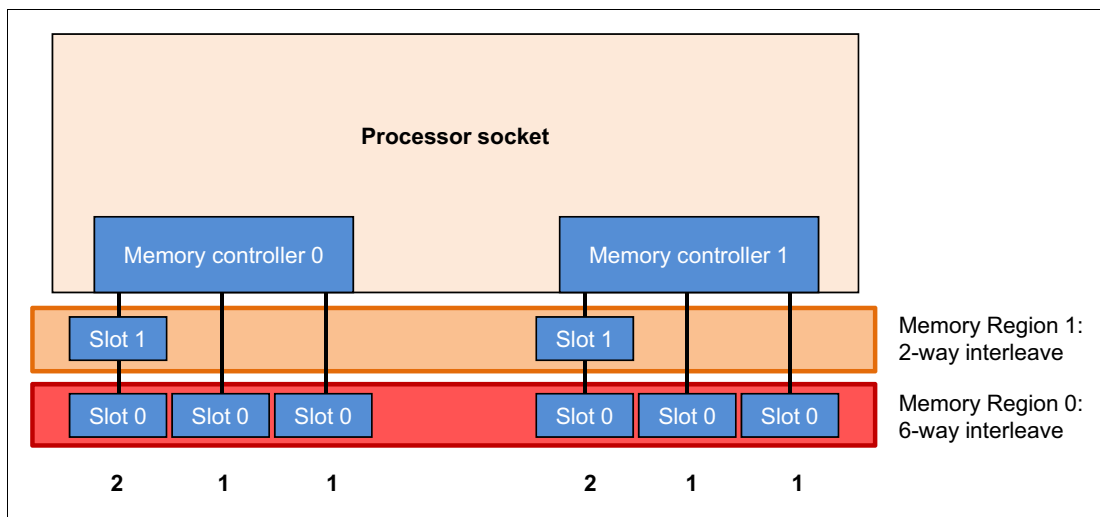 Processor socket
Memory controller 0
Memory controller 1
Slot 1
Slot 1
Memory Region 1:
2-way interleave
Slot 0
Slot 0
Slot 0
Slot 0
Slot 0
Slot 0
Memory Region 0:
6-way interleave
2
1
1
2
1
1